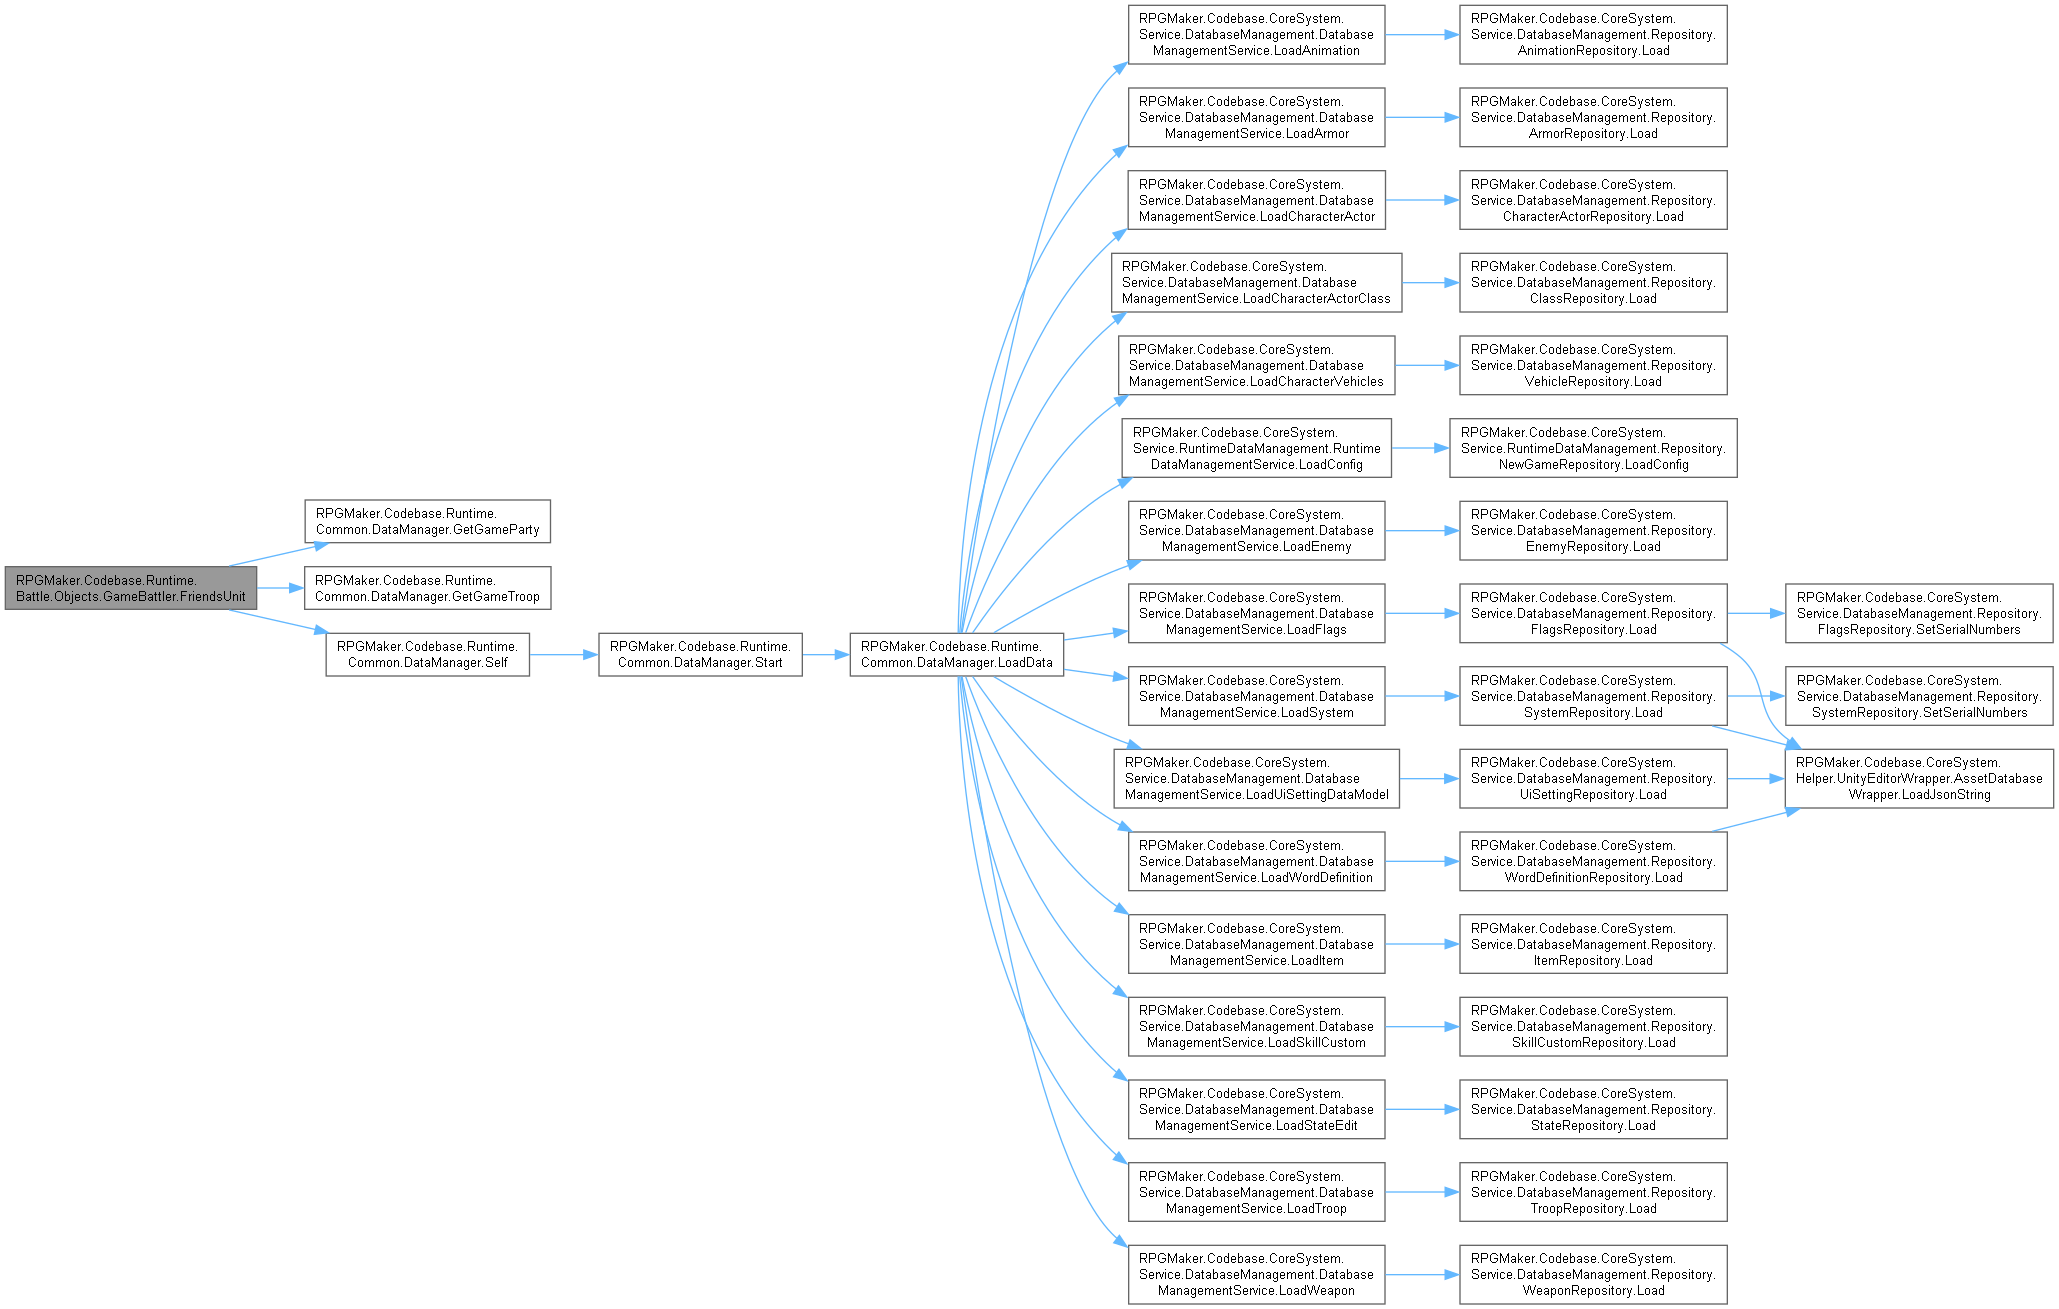 RPGMaker.Codebase.Runtime.
Battle.Objects.GameBattler.FriendsUnit
RPGMaker.Codebase.Runtime.
Common.DataManager.GetGameParty
RPGMaker.Codebase.Runtime.
Common.DataManager.GetGameTroop
RPGMaker.Codebase.Runtime.
Common.DataManager.Self
RPGMaker.Codebase.Runtime.
Common.DataManager.Start
RPGMaker.Codebase.Runtime.
Common.DataManager.LoadData
RPGMaker.Codebase.CoreSystem.
Service.DatabaseManagement.Database
ManagementService.LoadAnimation
RPGMaker.Codebase.CoreSystem.
Service.DatabaseManagement.Repository.
AnimationRepository.Load
RPGMaker.Codebase.CoreSystem.
Service.DatabaseManagement.Database
ManagementService.LoadArmor
RPGMaker.Codebase.CoreSystem.
Service.DatabaseManagement.Repository.
ArmorRepository.Load
RPGMaker.Codebase.CoreSystem.
Service.DatabaseManagement.Database
ManagementService.LoadCharacterActor
RPGMaker.Codebase.CoreSystem.
Service.DatabaseManagement.Repository.
CharacterActorRepository.Load
RPGMaker.Codebase.CoreSystem.
Service.DatabaseManagement.Database
ManagementService.LoadCharacterActorClass
RPGMaker.Codebase.CoreSystem.
Service.DatabaseManagement.Repository.
ClassRepository.Load
RPGMaker.Codebase.CoreSystem.
Service.DatabaseManagement.Database
ManagementService.LoadCharacterVehicles
RPGMaker.Codebase.CoreSystem.
Service.DatabaseManagement.Repository.
VehicleRepository.Load
RPGMaker.Codebase.CoreSystem.
Service.RuntimeDataManagement.Runtime
DataManagementService.LoadConfig
RPGMaker.Codebase.CoreSystem.
Service.RuntimeDataManagement.Repository.
NewGameRepository.LoadConfig
RPGMaker.Codebase.CoreSystem.
Service.DatabaseManagement.Database
ManagementService.LoadEnemy
RPGMaker.Codebase.CoreSystem.
Service.DatabaseManagement.Repository.
EnemyRepository.Load
RPGMaker.Codebase.CoreSystem.
Service.DatabaseManagement.Database
ManagementService.LoadFlags
RPGMaker.Codebase.CoreSystem.
Service.DatabaseManagement.Repository.
FlagsRepository.Load
RPGMaker.Codebase.CoreSystem.
Service.DatabaseManagement.Repository.
FlagsRepository.SetSerialNumbers
RPGMaker.Codebase.CoreSystem.
Service.DatabaseManagement.Database
ManagementService.LoadSystem
RPGMaker.Codebase.CoreSystem.
Service.DatabaseManagement.Repository.
SystemRepository.Load
RPGMaker.Codebase.CoreSystem.
Service.DatabaseManagement.Repository.
SystemRepository.SetSerialNumbers
RPGMaker.Codebase.CoreSystem.
Service.DatabaseManagement.Database
ManagementService.LoadUiSettingDataModel
RPGMaker.Codebase.CoreSystem.
Service.DatabaseManagement.Repository.
UiSettingRepository.Load
RPGMaker.Codebase.CoreSystem.
Helper.UnityEditorWrapper.AssetDatabase
Wrapper.LoadJsonString
RPGMaker.Codebase.CoreSystem.
Service.DatabaseManagement.Database
ManagementService.LoadWordDefinition
RPGMaker.Codebase.CoreSystem.
Service.DatabaseManagement.Repository.
WordDefinitionRepository.Load
RPGMaker.Codebase.CoreSystem.
Service.DatabaseManagement.Database
ManagementService.LoadItem
RPGMaker.Codebase.CoreSystem.
Service.DatabaseManagement.Repository.
ItemRepository.Load
RPGMaker.Codebase.CoreSystem.
Service.DatabaseManagement.Database
ManagementService.LoadSkillCustom
RPGMaker.Codebase.CoreSystem.
Service.DatabaseManagement.Repository.
SkillCustomRepository.Load
RPGMaker.Codebase.CoreSystem.
Service.DatabaseManagement.Database
ManagementService.LoadStateEdit
RPGMaker.Codebase.CoreSystem.
Service.DatabaseManagement.Repository.
StateRepository.Load
RPGMaker.Codebase.CoreSystem.
Service.DatabaseManagement.Database
ManagementService.LoadTroop
RPGMaker.Codebase.CoreSystem.
Service.DatabaseManagement.Repository.
TroopRepository.Load
RPGMaker.Codebase.CoreSystem.
Service.DatabaseManagement.Database
ManagementService.LoadWeapon
RPGMaker.Codebase.CoreSystem.
Service.DatabaseManagement.Repository.
WeaponRepository.Load